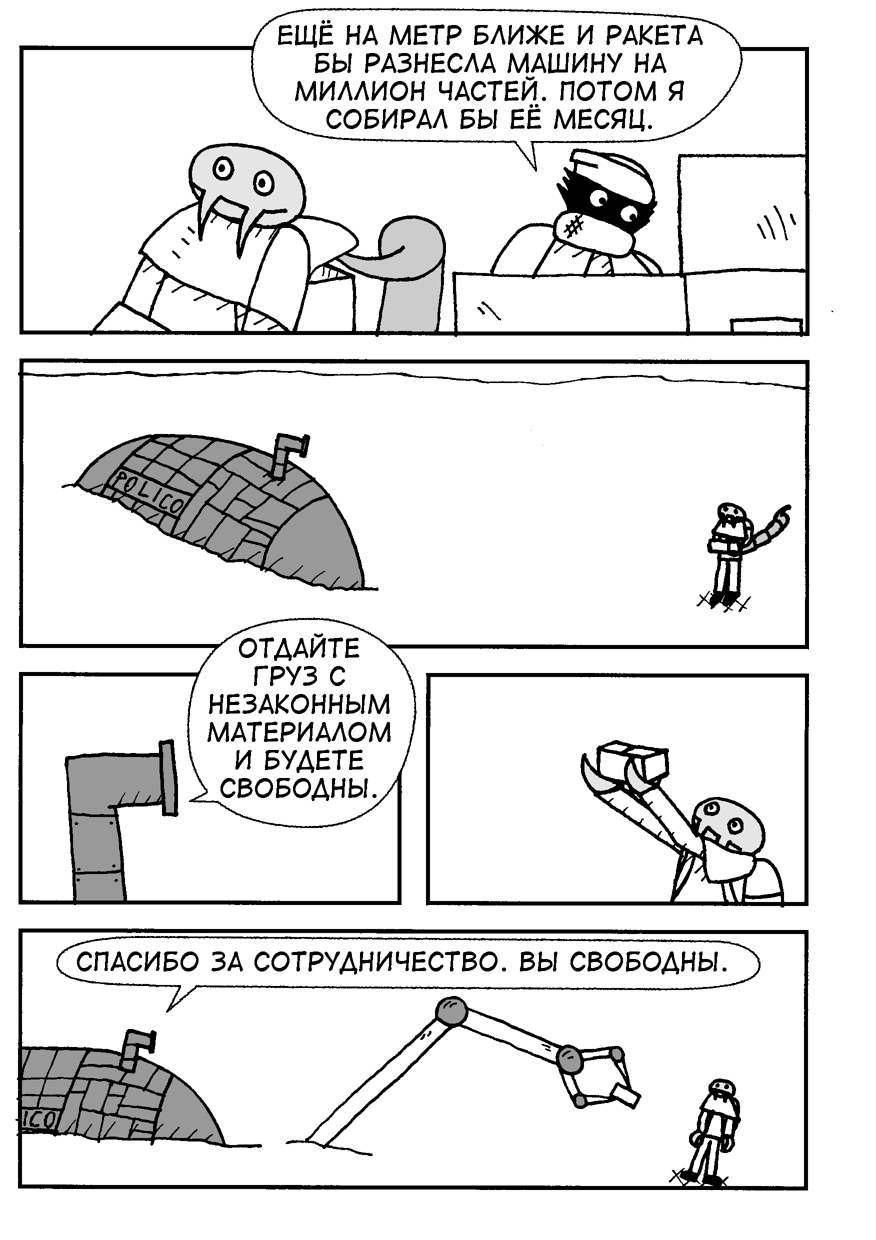 ЕЩЁ НА МЕТР БЛИЖЕ И РАКЕТА
БЫ РАЗНЕСЛА МАШИНУ НА
МИЛЛИОН ЧАСТЕЙ. ПОТОМ Я
СОБИРАЛ БЫ ЕЁ МЕСЯЦ.
POLICO
ОТДАЙТЕ
ГРУЗ С
НЕЗАКОННЫМ
МАТЕРИАЛОМ
И БУДЕТЕ
СВОБОДНЫ.
СПАСИБО ЗА СОТРУДНИЧЕСТВО. ВЫ СВОБОДНЫ.
ICO